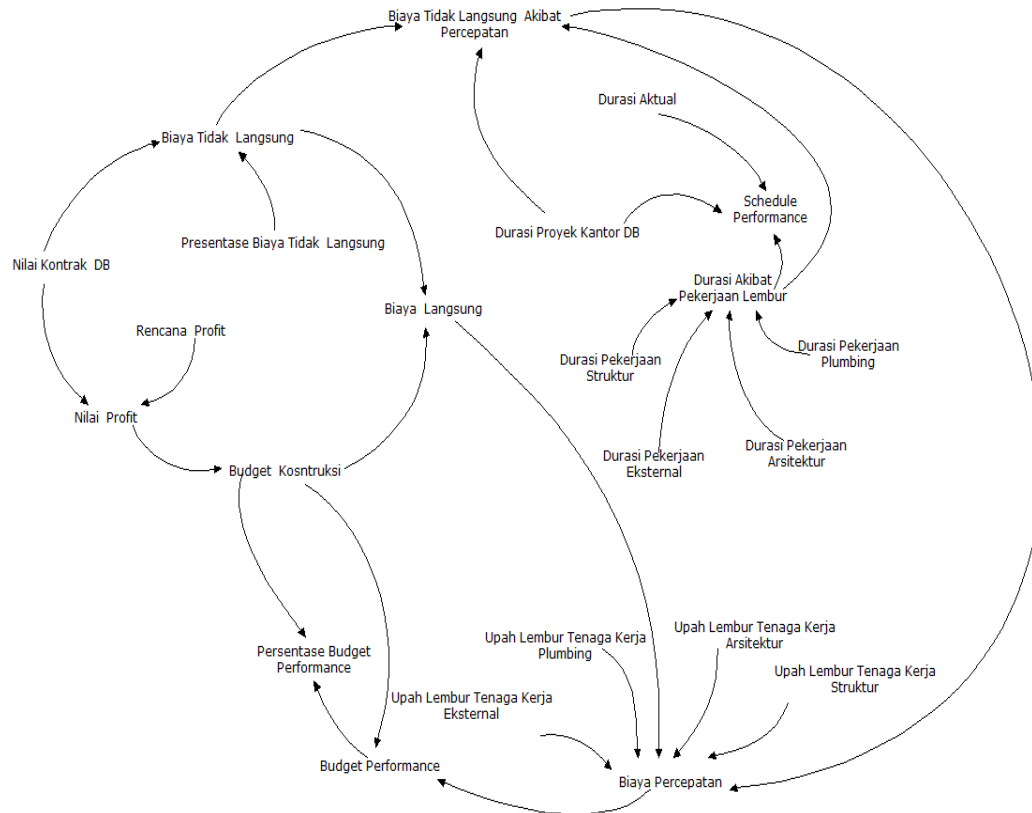 Biaya Tidak Langsung Akibat
Percepatan
Durasi Aktual
Biaya Tidak Langsung
Schedule
Performance
Durasi Proyek Kantor DB
Presentase Biaya Tidak Langsung
Nilai Kontrak DB
Durasi Akibat
Pekerjaan Lembur
Biaya Langsung
Rencana Profit
Durasi Pekerjaan
Plumbing
Durasi Pekerjaan
Struktur
Nilai Profit
Durasi Pekerjaan
Arsitektur
Durasi Pekerjaan
Eksternal
Budget Kosntruksi
Upah Lembur Tenaga Kerja
Arsitektur
Upah Lembur Tenaga Kerja
Plumbing
Persentase Budget
Performance
Upah Lembur Tenaga Kerja
Struktur
Upah Lembur Tenaga Kerja
Eksternal
Budget Performance
Biaya Percepatan